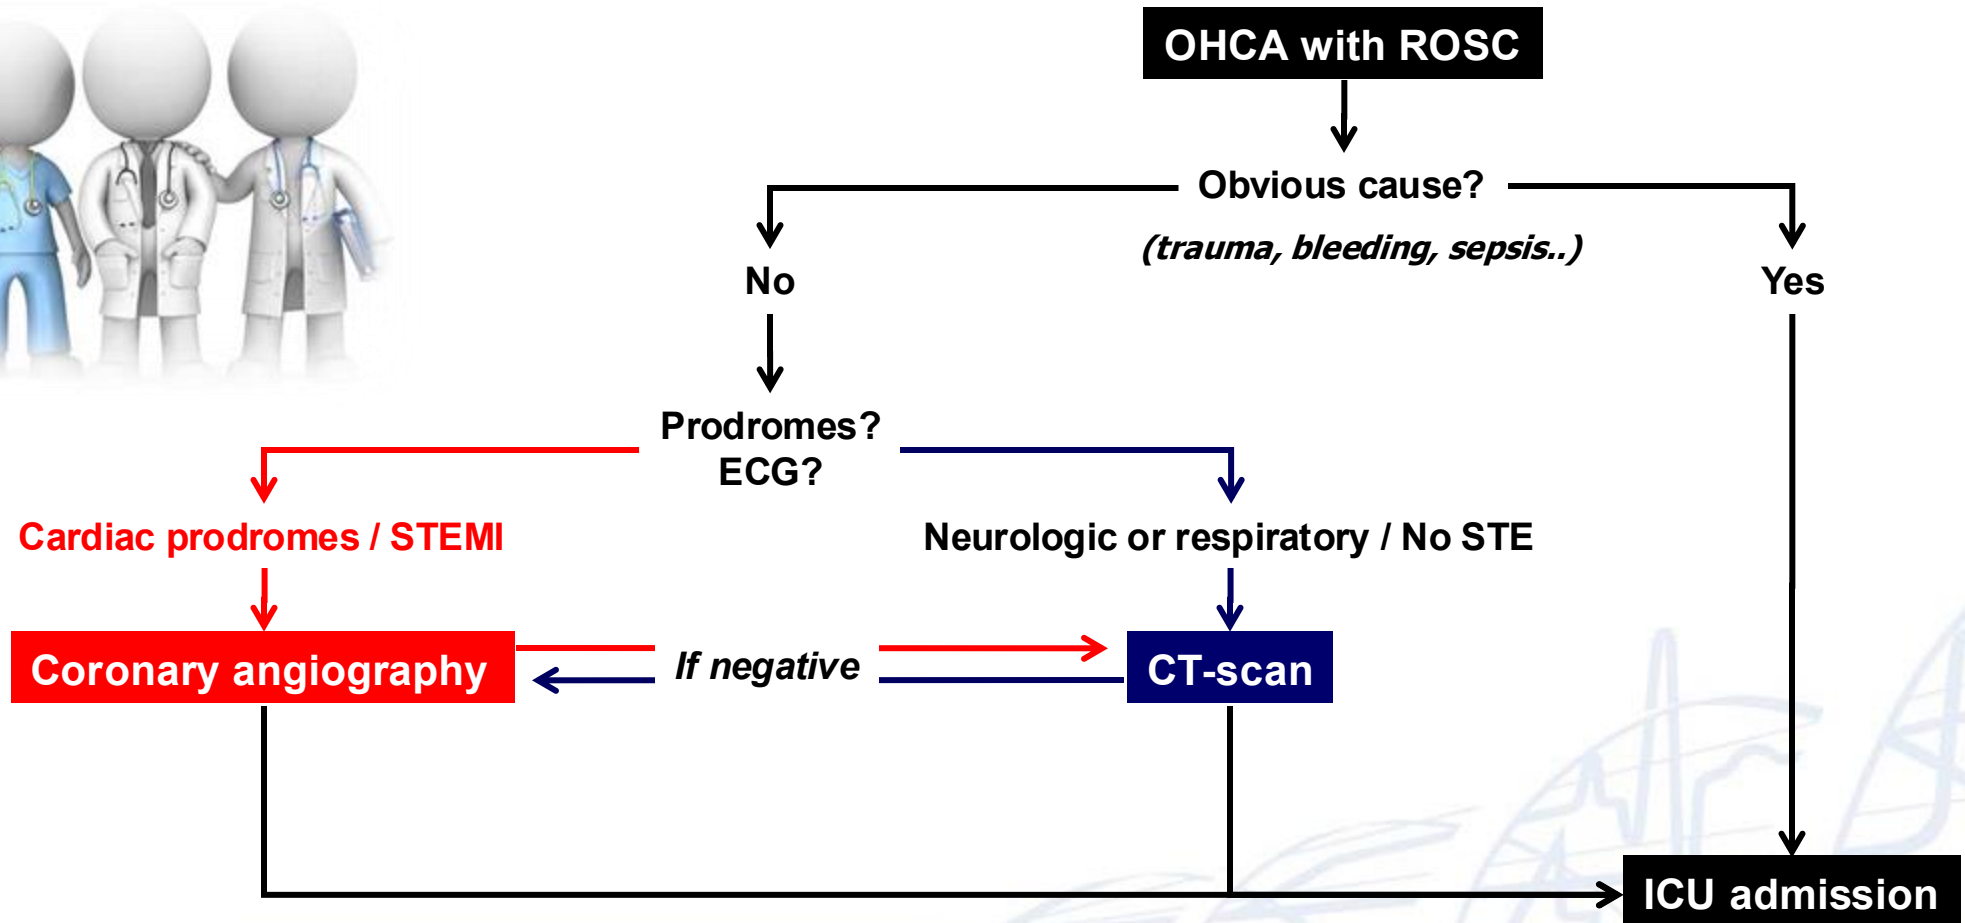 OHCA with ROSC
Obvious cause?
(trauma, bleeding, sepsis..)
No
Yes
Prodromes?
ECG?
Cardiac prodromes / STEMI
Neurologic or respiratory / No STE
Coronary angiography
If negative
CT-scan
ICU admission